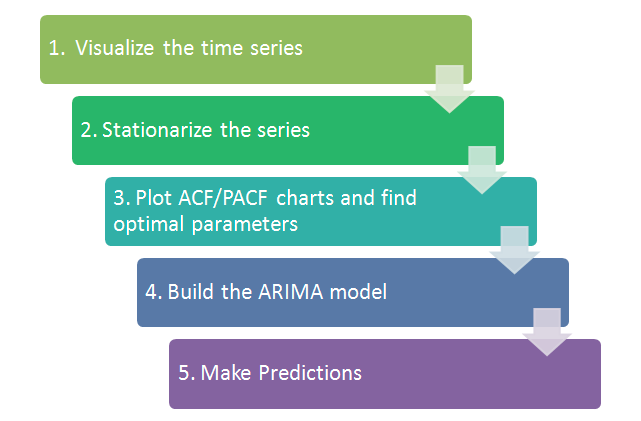 1. Visualize the time series
2. Stationarize the series
3. Plot ACF/PACF charts and find
optimal parameters
4. Build the ARIMA model
5. Make Predictions